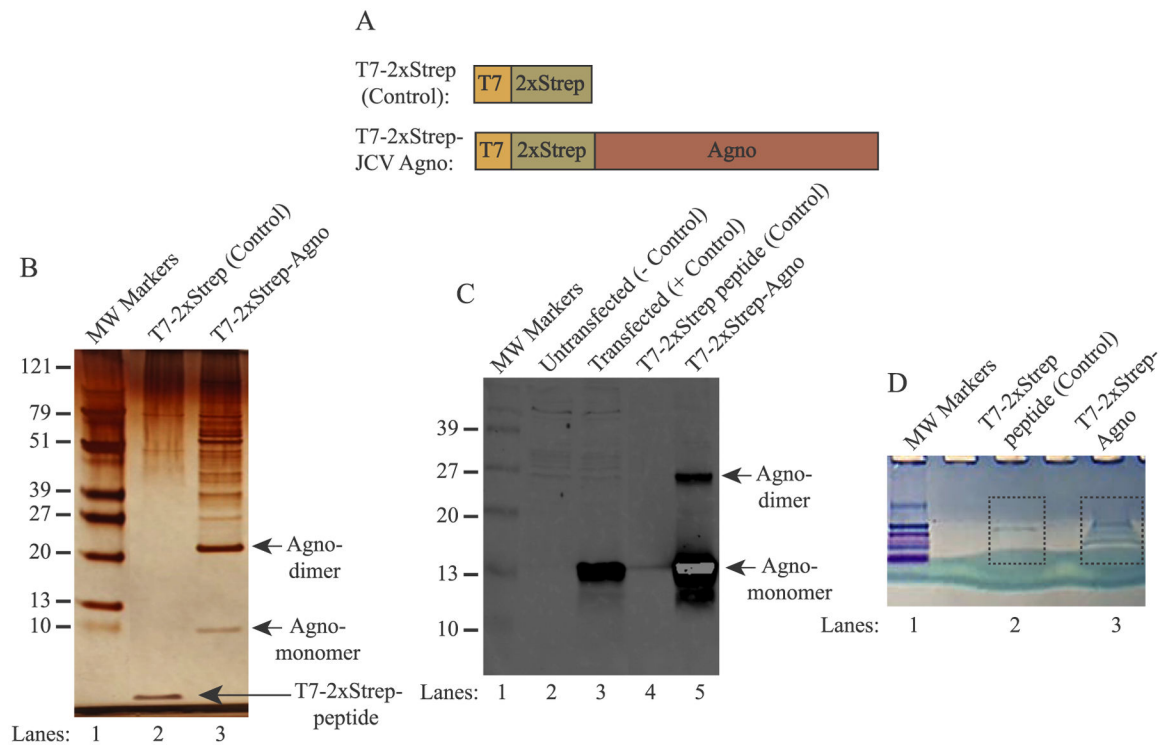 A
T7-2xStrep
(Control):
T7 2xStrep
T7-2xStrep-
JCV Agno:
T7 2xStrep Agno
B
MW Markers
T7-2xStrep (Control)
T7-2xStrep-Agno
121
79
51
39
27
20
13
10
Agno-
dimer
Agno-
monomer
T7-2xStrep-
peptide
Lanes: 1 2 3
C
MW Markers
Untransfected (- Control)
Transfected (+ Control)
T7-2xStrep peptide (Control)
T7-2xStrep-Agno
39
27
20
13
10
Agno-
dimer
Agno-
monomer
Lanes: 1 2 3 4 5
D
MW Markers
T7-2xStrep
peptide (Control)
T7-2xStrep-
Agno
Lanes: 1 2 3